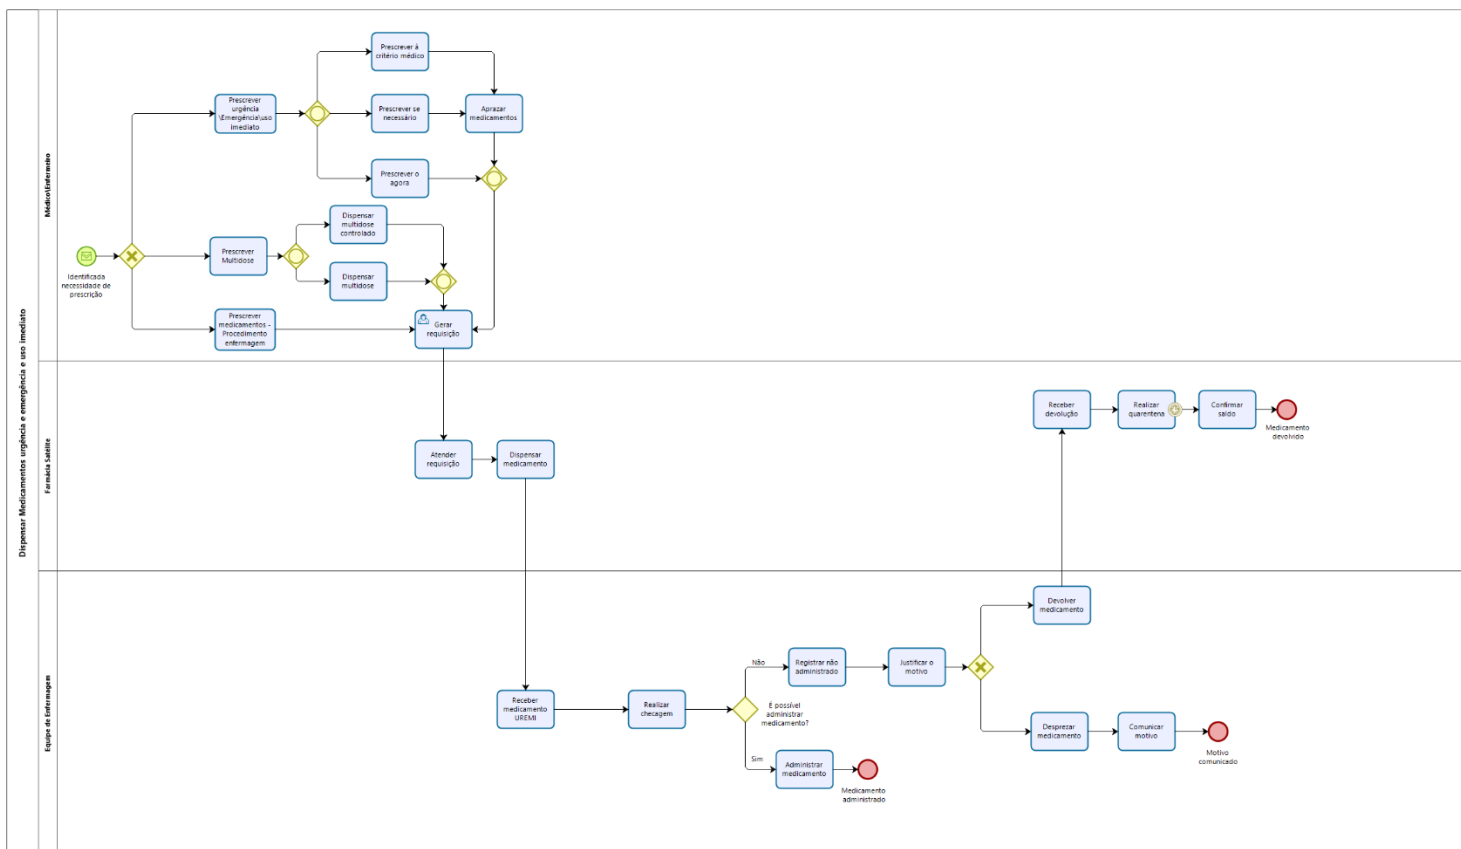 Dispensar Medicamentos urgência e emergência e uso imediato
Médico\Enfermeiro
Prescrever à
critério médico
Prescrever
urgência
\Emergência\uso
imediato
Prescrever se
necessário
Aprazar
medicamentos
Prescrever o
agora
Dispensar
multidose
controlado
Prescrever
Multidose
Dispensar
multidose
Identificada
necessidade de
prescrição
Prescrever
medicamentos -
Procedimento
enfermagem
Gerar
requisição
Farmácia Satélite
Receber
devolução
Realizar
quarentena
Confirmar
saldo
Medicamento
devolvido
Atender
requisição
Dispensar
medicamento
Equipe de Enfermagem
Devolver
medicamento
Não
Registrar não
administrado
Justificar o
motivo
Receber
medicamento
UREMI
Realizar
checagem
É possível
administrar
medicamento?
Desprezar
medicamento
Comunicar
motivo
Motivo
comunicado
Sim
Administrar
medicamento
Medicamento
administrado